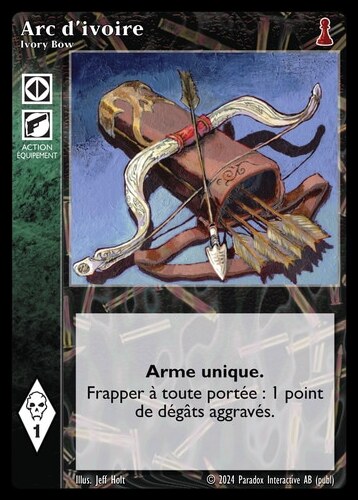 Arc d'ivoire
Ivory Bow
ACTION
ÉQUIPEMENT
Arme unique.
Frapper à toute portée : 1 point
de dégâts aggravés.
1
Illus. Jeff Holt
© 2024 Paradox Interactive AB (publ)